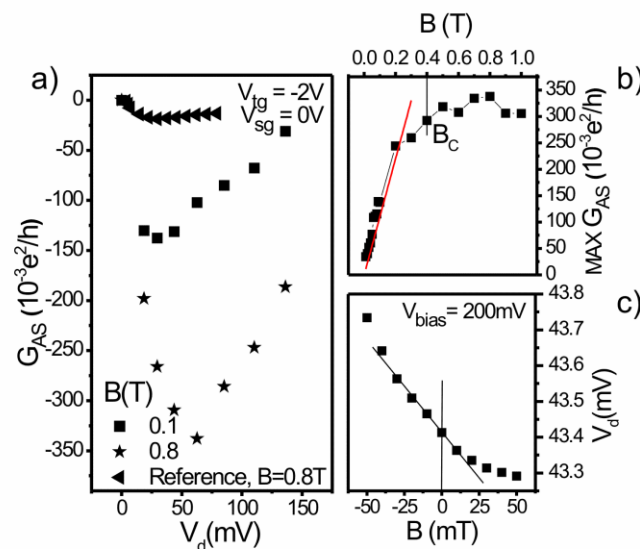 a)
V_tg = -2V
V_sg = 0V
G_AS (10^-3 e^2/h)
0
-50
-100
-150
-200
-250
-300
-350
B(T)
0.1
0.8
Reference, B=0.8T
0 50 100 150
V_d(mV)
B (T)
0.0 0.2 0.4 0.6 0.8 1.0
b)
B_C
350
300
250
200
150
100
50
0
MAX G_AS (10^-3 e^2/h)
c)
V_bias = 200mV
43.8
43.7
43.6
43.5
43.4
43.3
V_d(mV)
-50 -25 0 25 50
B (mT)